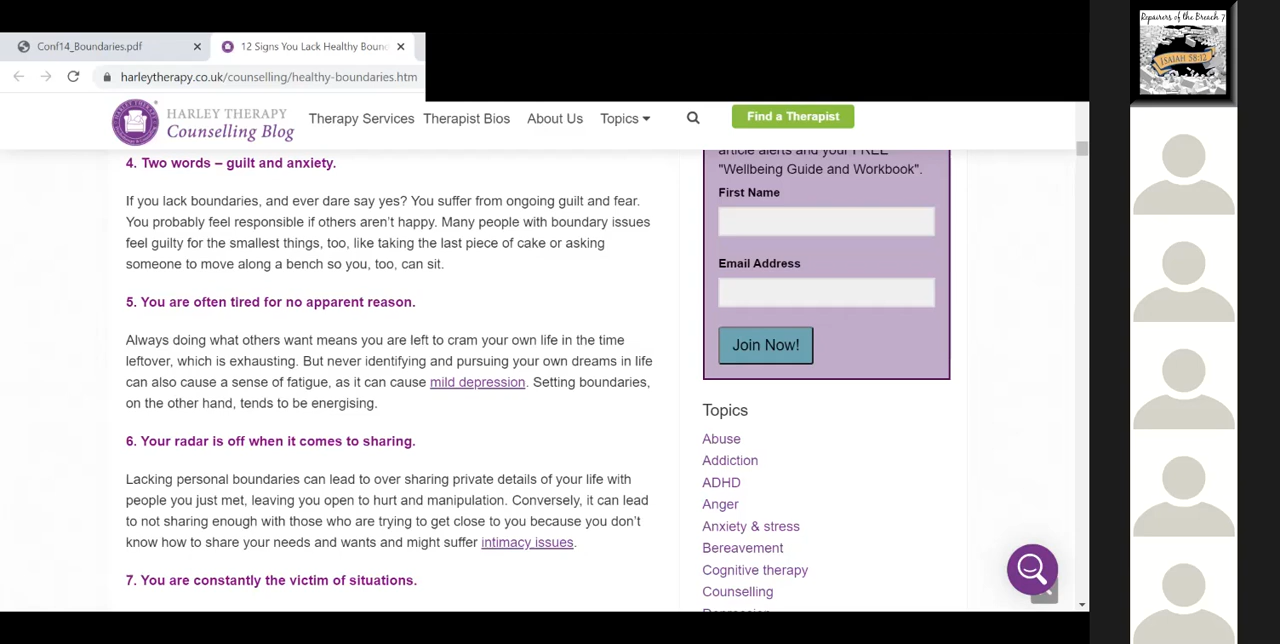 Conf14_Boundaries.pdf
12 Signs You Lack Healthy Boun
harleytherapy.co.uk/counselling/healthy-boundaries.htm
HARLEY THERAPY
Counselling Blog
Therapy Services
Therapist Bios
About Us
Topics
Find a Therapist
4. Two words – guilt and anxiety.
If you lack boundaries, and ever dare say yes? You suffer from ongoing guilt and fear.
You probably feel responsible if others aren’t happy. Many people with boundary issues
feel guilty for the smallest things, too, like taking the last piece of cake or asking
someone to move along a bench so you, too, can sit.
5. You are often tired for no apparent reason.
Always doing what others want means you are left to cram your own life in the time
leftover, which is exhausting. But never identifying and pursuing your own dreams in life
can also cause a sense of fatigue, as it can cause mild depression. Setting boundaries,
on the other hand, tends to be energising.
6. Your radar is off when it comes to sharing.
Lacking personal boundaries can lead to over sharing private details of your life with
people you just met, leaving you open to hurt and manipulation. Conversely, it can lead
to not sharing enough with those who are trying to get close to you because you don’t
know how to share your needs and wants and might suffer intimacy issues.
7. You are constantly the victim of situations.
article alerts and your FREE
"Wellbeing Guide and Workbook".
First Name
Email Address
Join Now!
Topics
Abuse
Addiction
ADHD
Anger
Anxiety & stress
Bereavement
Cognitive therapy
Counselling
Depression
Repairers of the Breach 7
ISAIAH 58:12